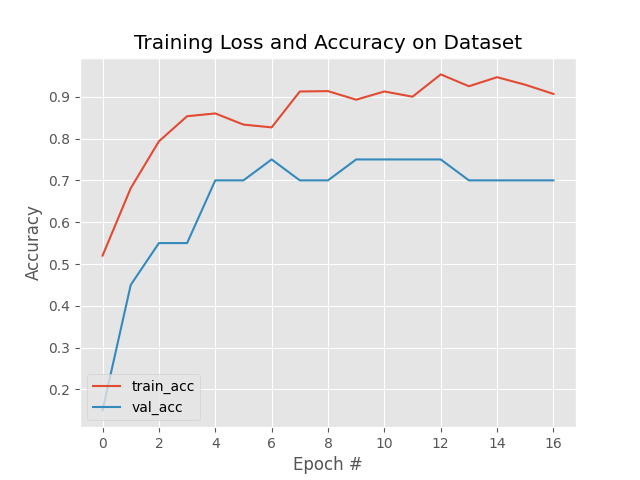 Training Loss and Accuracy on Dataset
Accuracy
0.9
0.8
0.7
0.6
0.5
0.4
0.3
0.2
train_acc
val_acc
0 2 4 6 8 10 12 14 16
Epoch #